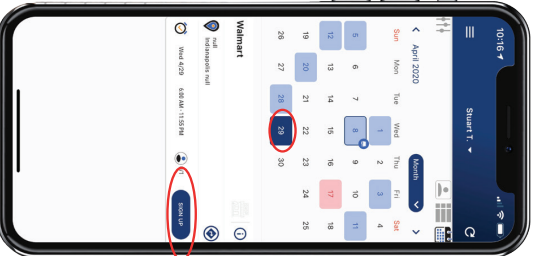 10:16
Stuart T.
April 2020
Month
Sun Mon Tue Wed Thu Fri Sat
1 2 3 4
5 6 7 8 9 10 11
12 13 14 15 16 17 18
19 20 21 22 23 24 25
26 27 28 29 30
Walmart
null
Indianapolis null
Wed 4/29 6:00 AM - 11:55 PM
SIGN UP